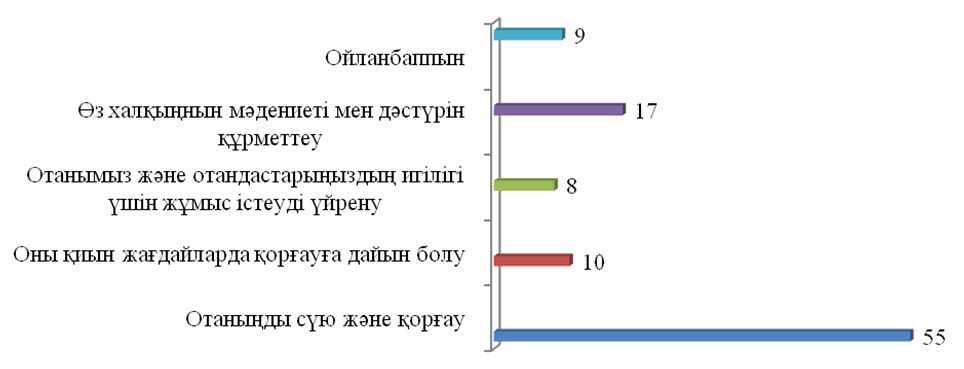 Ойланбаппын
9
Өз халқыңнын мәдениеті мен дәстүрін
құрметтеу
17
Отанымыз және отандастарыңыздың игілігі
үшін жұмыс істеуді үйрену
8
Оны қиын жағдайларда қорғауға дайын болу
10
Отаныңды сүю және қорғау
55